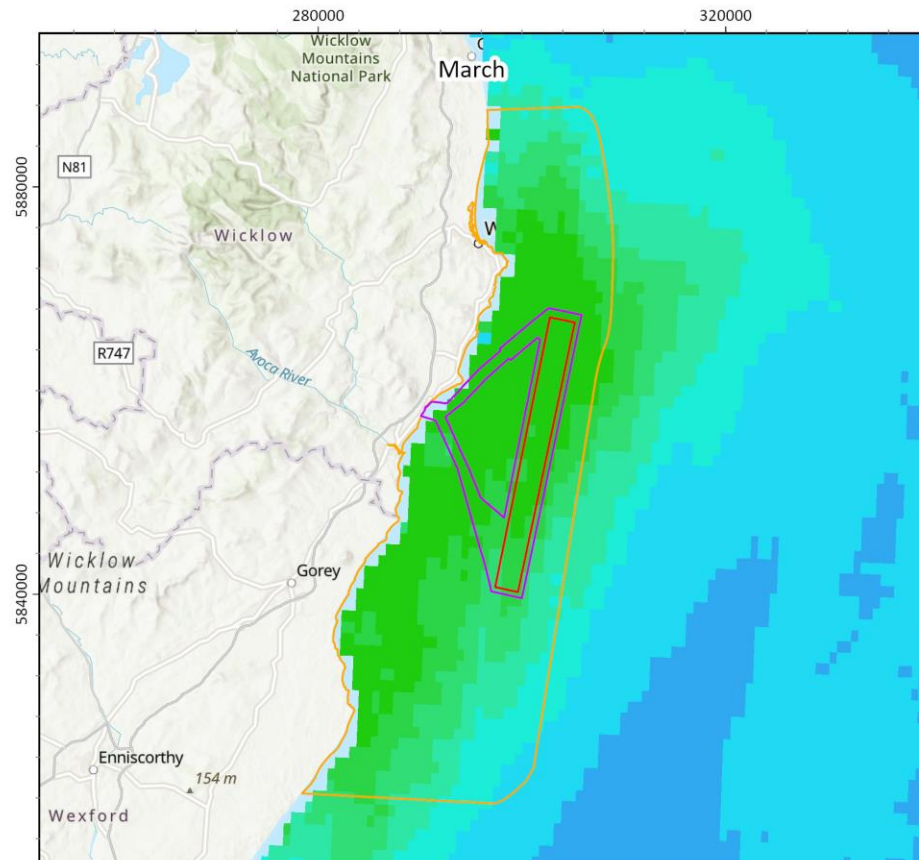 280000
320000
Wicklow
Mountains
National Park
March
N81
5880000
Wicklow
W
R747
Avoca River
Wicklow
Mountains
Gorey
5840000
Enniscorthy
154 m
Wexford